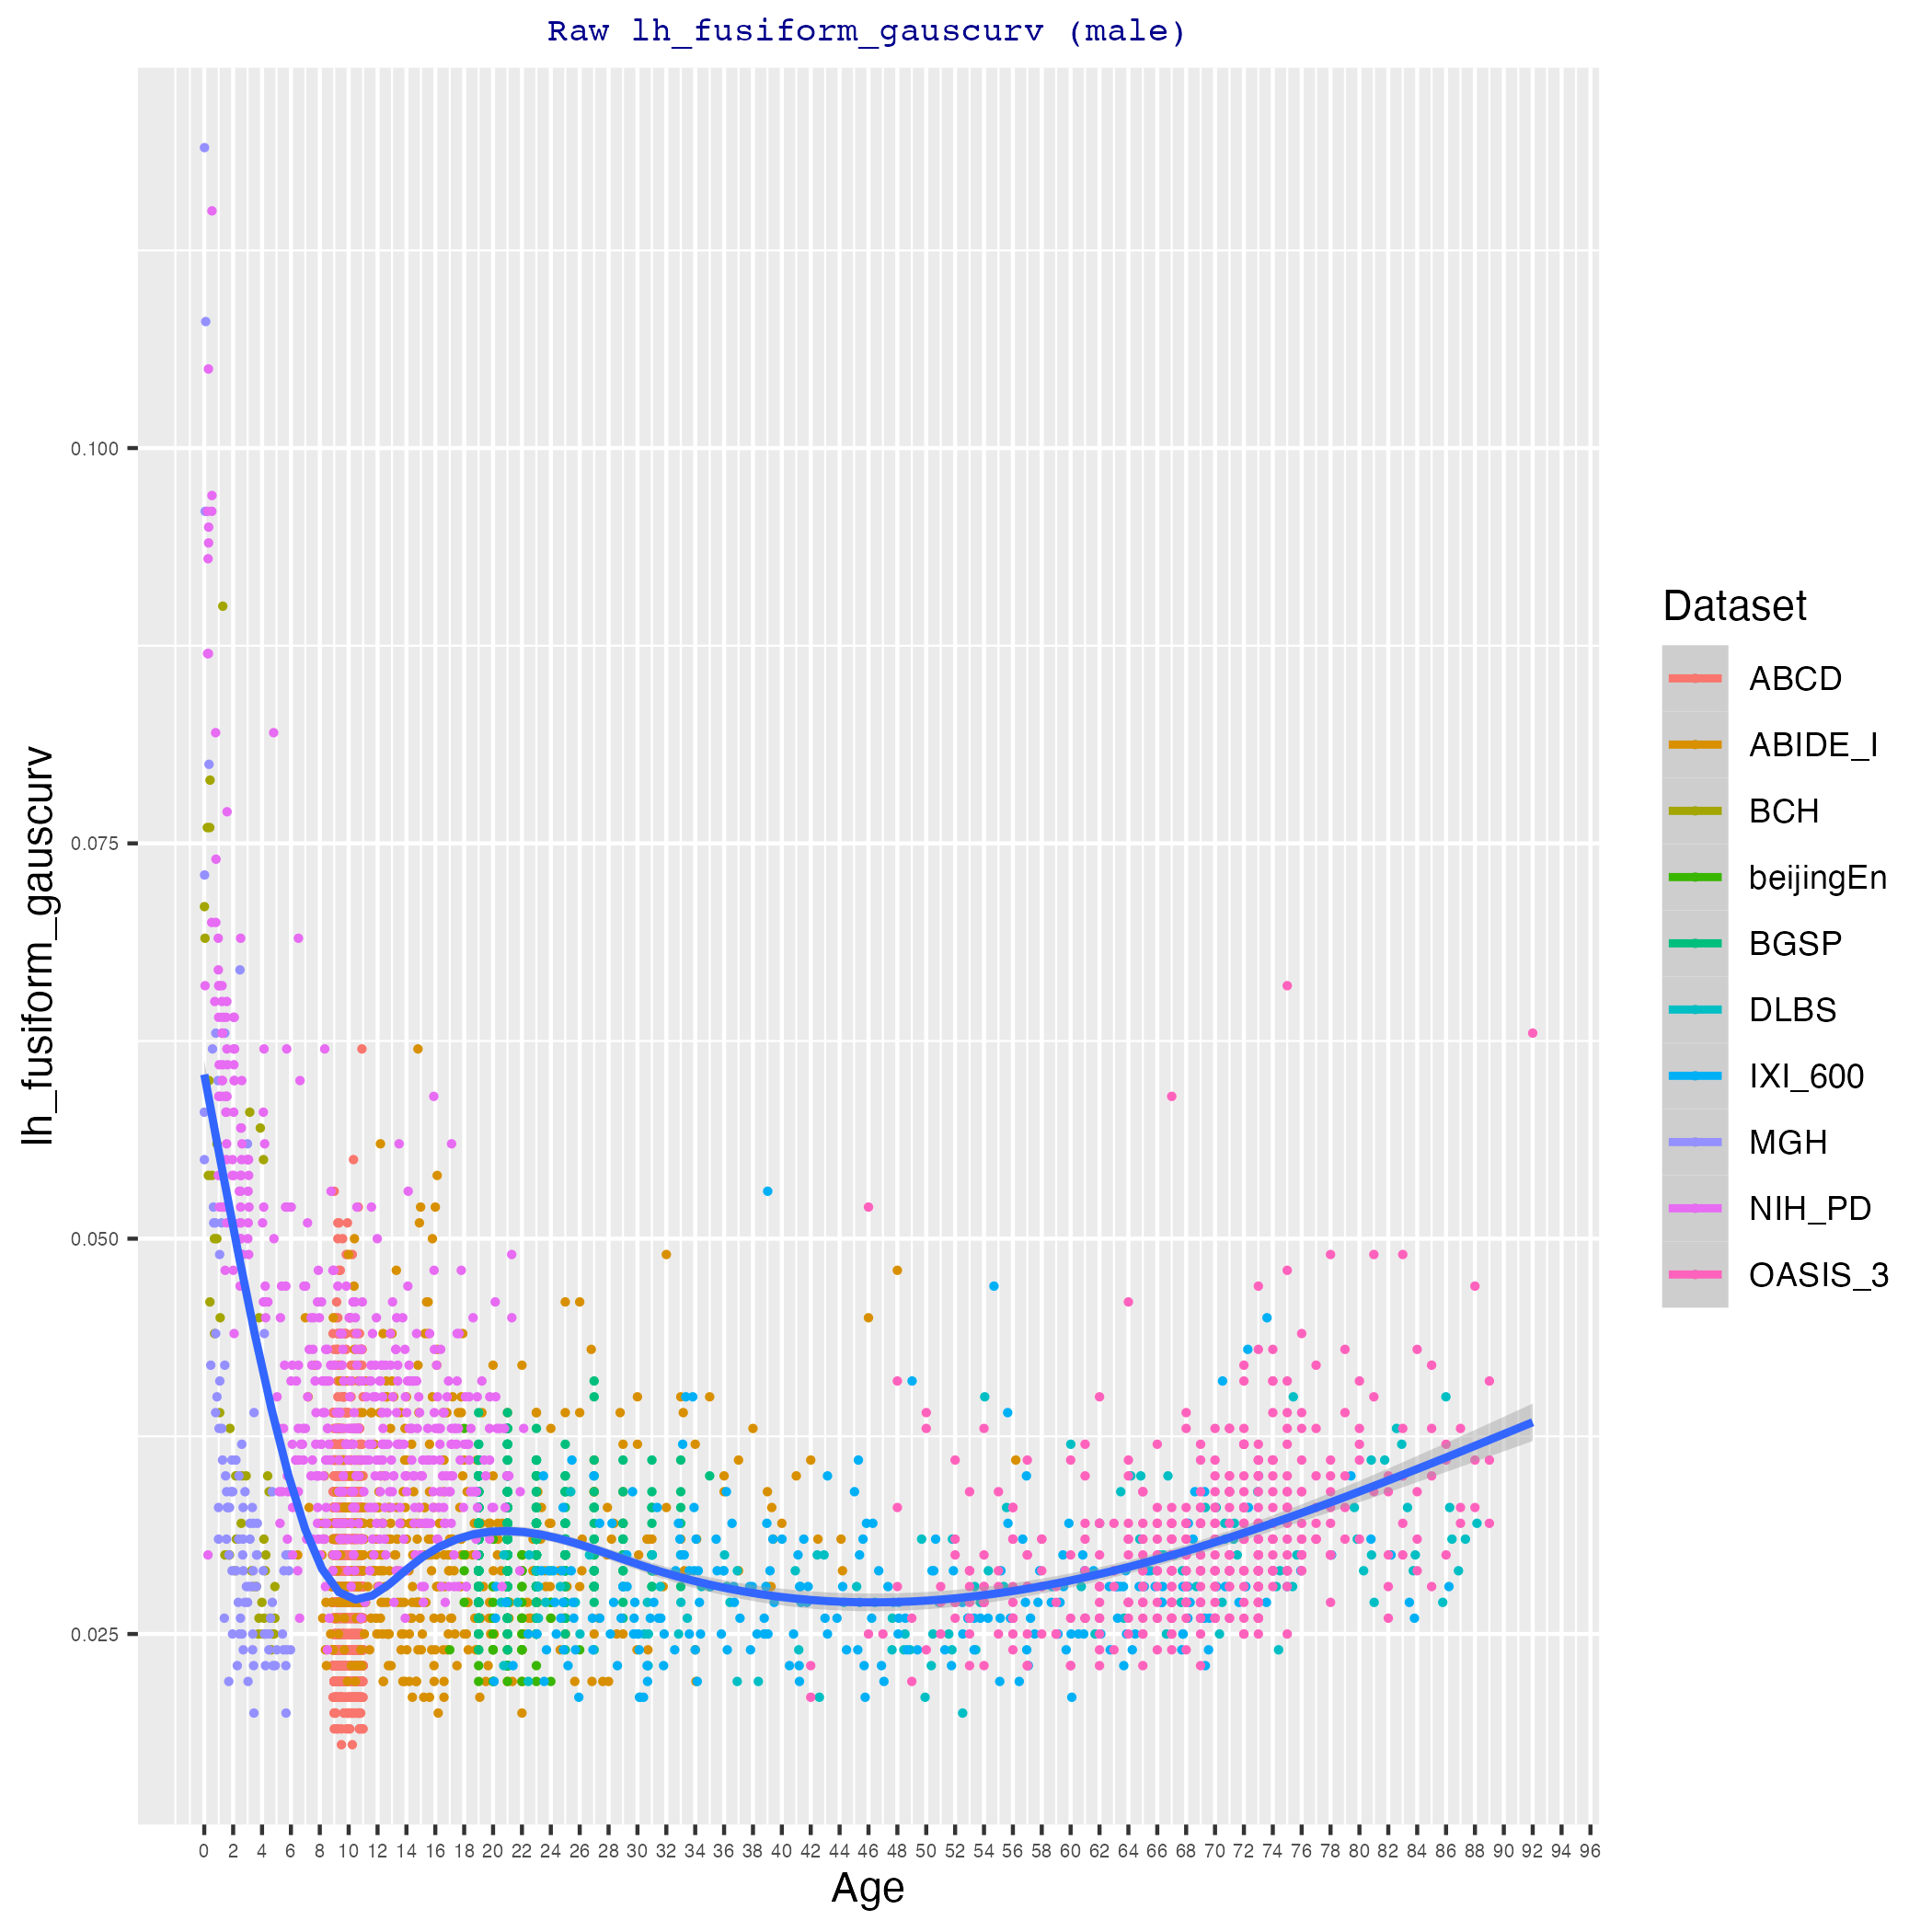 Raw lh_fusiform_gauscurv (male)
lh_fusiform_gauscurv
0.100
0.075
0.050
0.025
0 2 4 6 8 10 12 14 16 18 20 22 24 26 28 30 32 34 36 38 40 42 44 46 48 50 52 54 56 58 60 62 64 66 68 70 72 74 76 78 80 82 84 86 88 90 92 94 96
Age
Dataset
ABCD
ABIDE_I
BCH
beijingEn
BGSP
DLBS
IXI_600
MGH
NIH_PD
OASIS_3